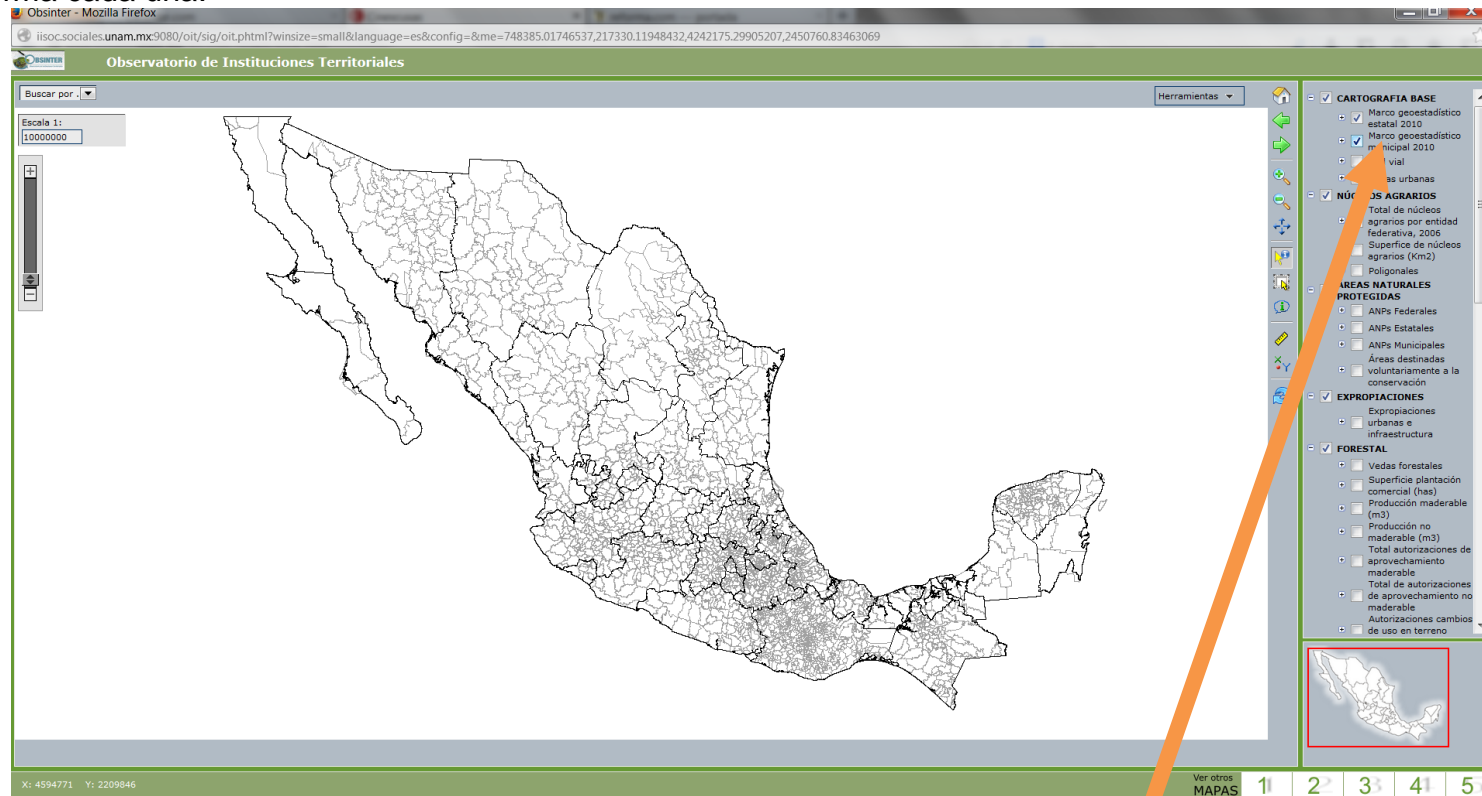 Obsinter - Mozilla Firefox
iisoc.sociales.unam.mx:9080/oit/sig/oit.phtml?winsize=small&language=es&config=&me=748385.01746537,217330.11948432,4242175.29905207,2450760.83463069
OBSINTER
Observatorio de Instituciones Territoriales
Buscar por .
Herramientas
Escala 1:
10000000
CARTOGRAFIA BASE
Marco geoestadístico
estatal 2010
Marco geoestadístico
municipal 2010
vial
urbanas
AGRARIOS
Total de núcleos
agrarios por entidad
federativa, 2006
Superfice de núcleos
agrarios (Km2)
Poligonales
AREAS NATURALES
PROTEGIDAS
ANPs Federales
ANPs Estatales
ANPs Municipales
Áreas destinadas
voluntariamente a la
conservación
EXPROPIACIONES
Expropiaciones
urbanas e
infraestructura
FORESTAL
Vedas forestales
Superficie plantación
comercial (has)
Producción maderable
(m3)
Producción no
maderable (m3)
Total autorizaciones de
aprovechamiento
maderable
Total de autorizaciones
de aprovechamiento no
maderable
Autorizaciones cambios
de uso en terreno
X: 4594771 Y: 2209846
Ver otros
MAPAS
1 2 3 4 5